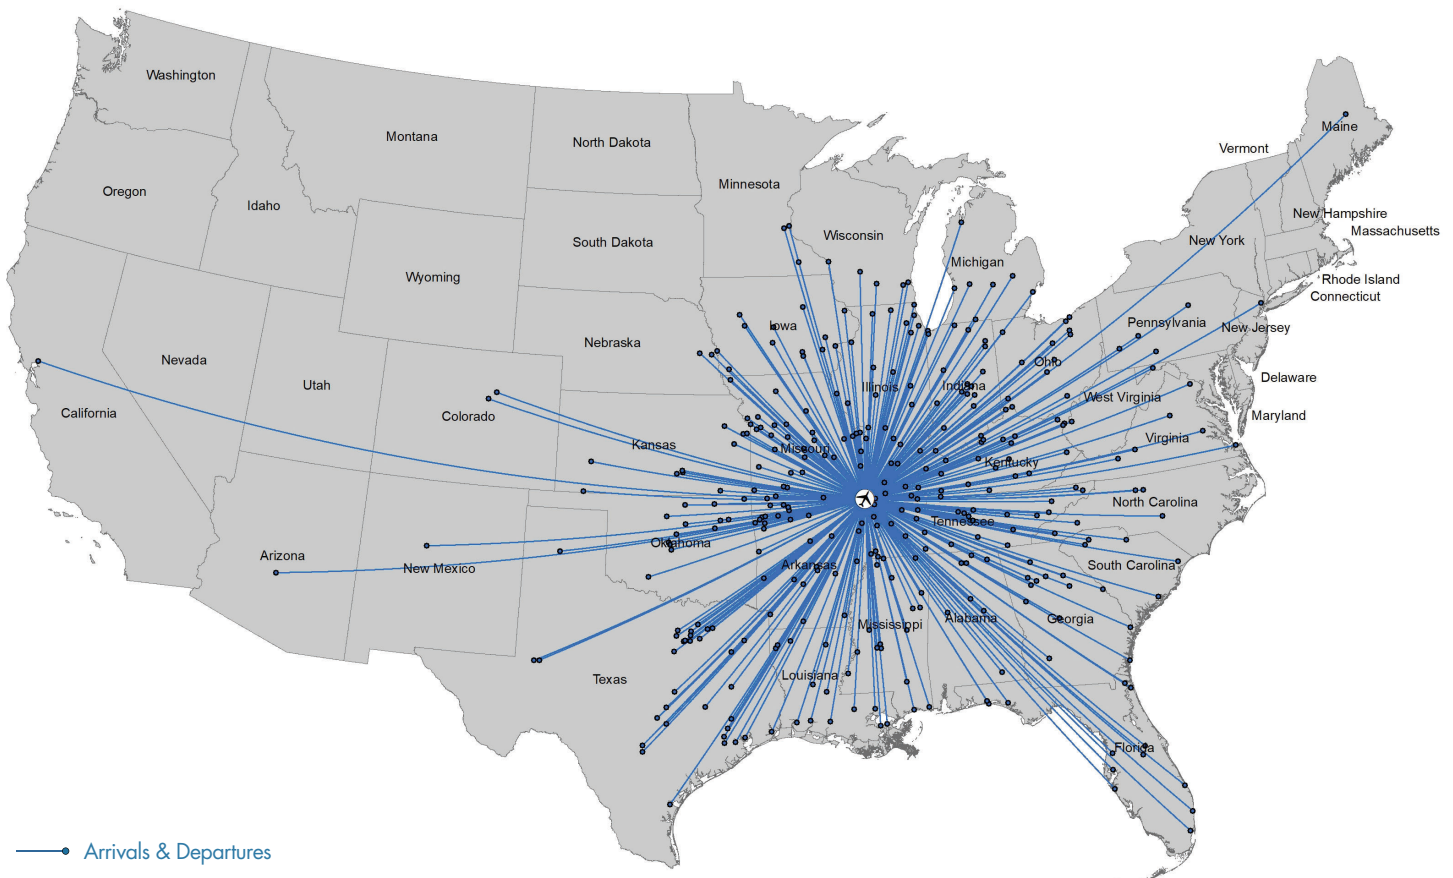 Washington
Montana
North Dakota
Maine
Vermont
Minnesota
Oregon
Idaho
New Hampshire
Massachusetts
Wisconsin
New York
South Dakota
Michigan
Wyoming
Rhode Island
Connecticut
Pennsylvania
Iowa
New Jersey
Nebraska
Nevada
Ohio
Delaware
Utah
Illinois
Indiana
West Virginia
California
Colorado
Maryland
Virginia
Kansas
Missouri
Kentucky
North Carolina
Tennessee
Oklahoma
Arizona
New Mexico
Arkansas
South Carolina
Mississippi
Alabama
Georgia
Texas
Louisiana
Florida
Arrivals & Departures